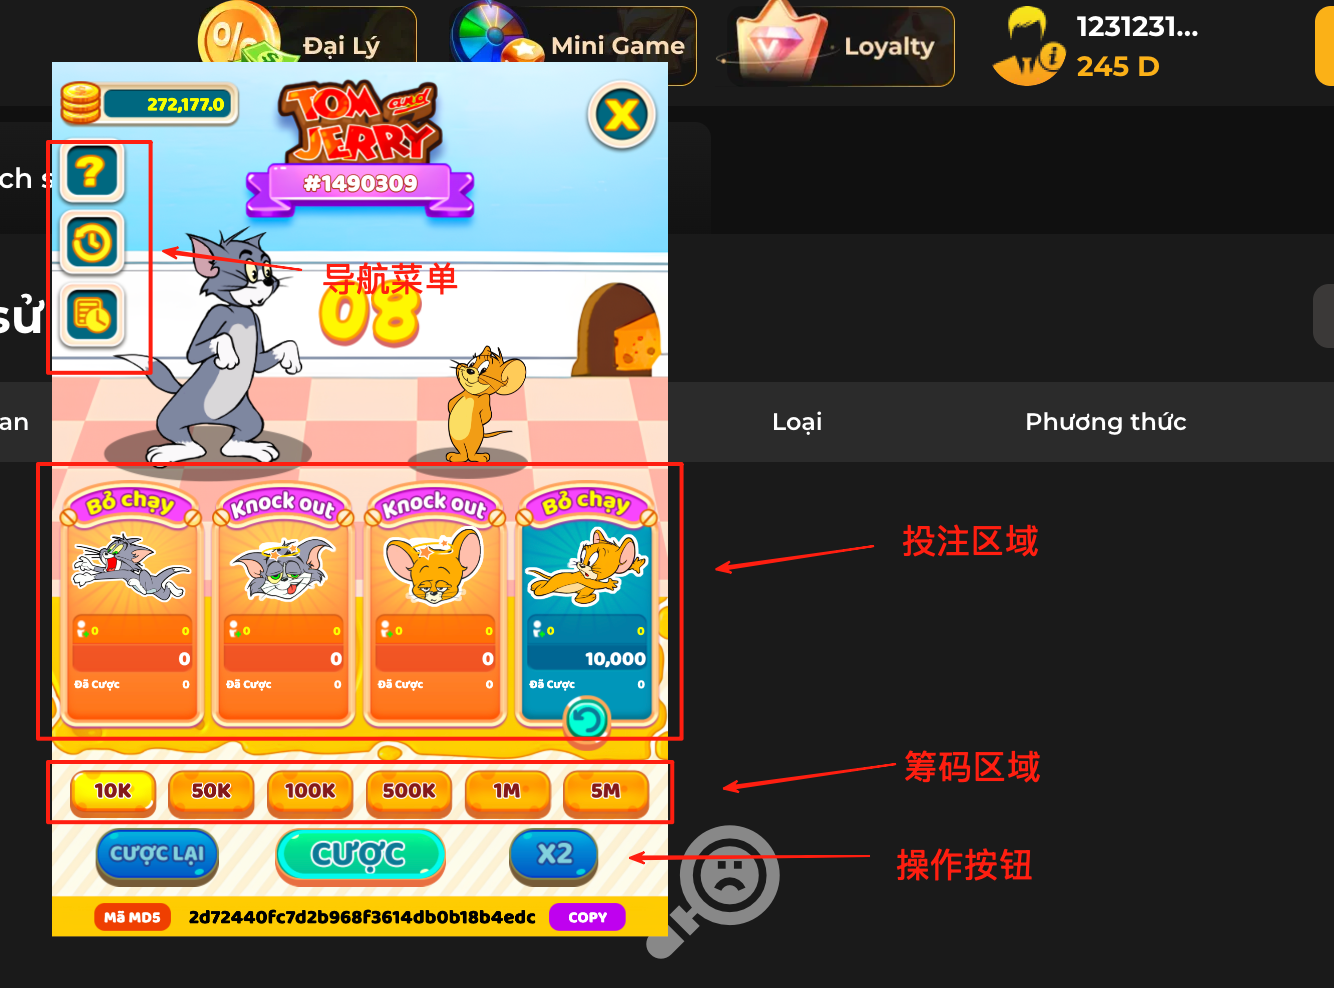 %
$
Đại Lý
Mini Game
V
Loyalty
1231231...
245 D
i
272,177.0
TOM and
JERRY
X
#1490309
?
ch s
导航菜单
08
sử
an
Loại
Phương thức
Bỏ chạy
Knock out
Knock out
Bỏ chạy
0 0
0 0
0 0
0 0
0
0
0
10,000
Đã Cược 0
Đã Cược 0
Đã Cược 0
Đã Cược 0
投注区域
筹码区域
10K
50K
100K
500K
1M
5M
CƯỢC LẠI
CƯỢC
X2
操作按钮
Mã MD5
2d72440fc7d2b968f3614db0b18b4edc
COPY